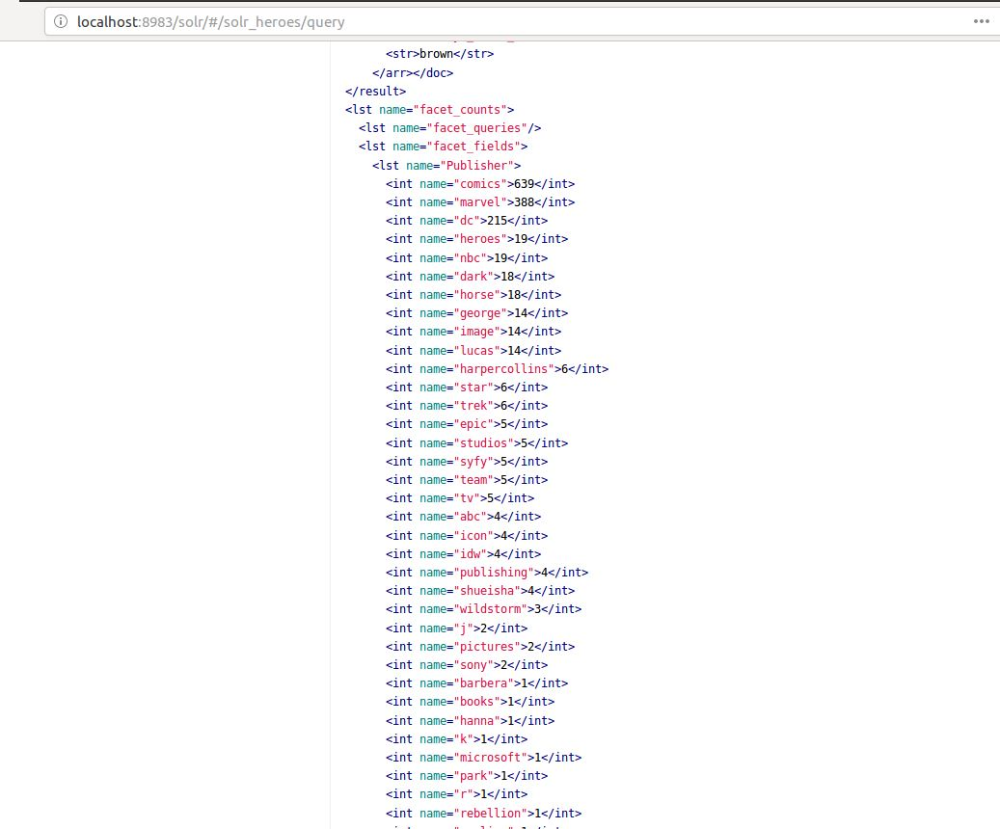 localhost:8983/solr/#/solr_heroes/query
<str>brown</str>
</arr></doc>
</result>
<lst name="facet_counts">
<lst name="facet_queries"/>
<lst name="facet_fields">
<lst name="Publisher">
<int name="comics">639</int>
<int name="marvel">388</int>
<int name="dc">215</int>
<int name="heroes">19</int>
<int name="nbc">19</int>
<int name="dark">18</int>
<int name="horse">18</int>
<int name="george">14</int>
<int name="image">14</int>
<int name="lucas">14</int>
<int name="harpercollins">6</int>
<int name="star">6</int>
<int name="trek">6</int>
<int name="epic">5</int>
<int name="studios">5</int>
<int name="syfy">5</int>
<int name="team">5</int>
<int name="tv">5</int>
<int name="abc">4</int>
<int name="icon">4</int>
<int name="idw">4</int>
<int name="publishing">4</int>
<int name="shueisha">4</int>
<int name="wildstorm">3</int>
<int name="j">2</int>
<int name="pictures">2</int>
<int name="sony">2</int>
<int name="barbera">1</int>
<int name="books">1</int>
<int name="hanna">1</int>
<int name="k">1</int>
<int name="microsoft">1</int>
<int name="park">1</int>
<int name="r">1</int>
<int name="rebellion">1</int>